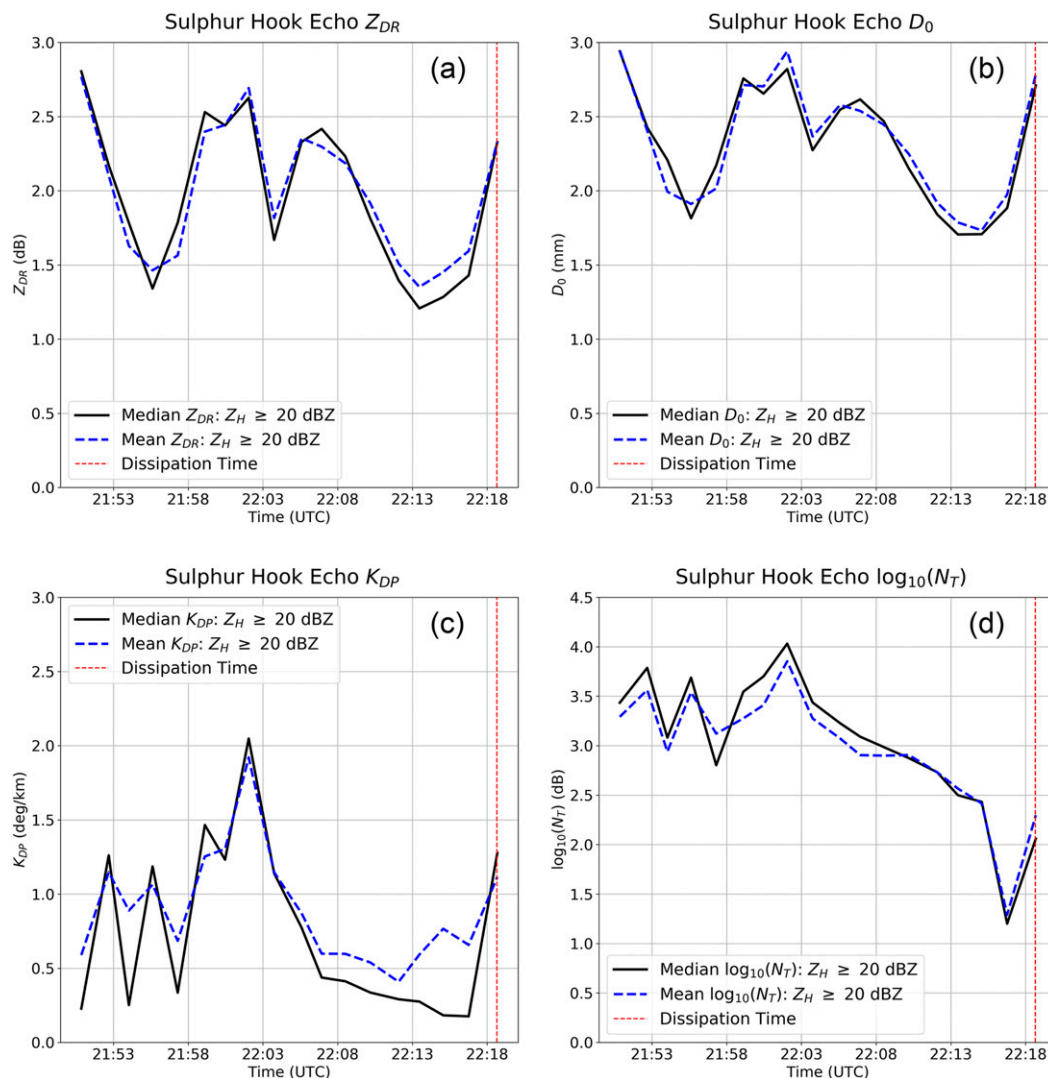 Sulphur Hook Echo Z_DR
(a)
3.0
2.5
2.0
1.5
1.0
0.5
0.0
Z_DR (dB)
Median Z_DR: Z_H ≥ 20 dBZ
Mean Z_DR: Z_H ≥ 20 dBZ
Dissipation Time
21:53 21:58 22:03 22:08 22:13 22:18
Time (UTC)
Sulphur Hook Echo D_0
(b)
3.0
2.5
2.0
1.5
1.0
0.5
0.0
D_0 (mm)
Median D_0: Z_H ≥ 20 dBZ
Mean D_0: Z_H ≥ 20 dBZ
Dissipation Time
21:53 21:58 22:03 22:08 22:13 22:18
Time (UTC)
Sulphur Hook Echo K_DP
Median K_DP: Z_H ≥ 20 dBZ
Mean K_DP: Z_H ≥ 20 dBZ
Dissipation Time
(c)
3.0
2.5
2.0
1.5
1.0
0.5
0.0
K_DP (deg/km)
21:53 21:58 22:03 22:08 22:13 22:18
Time (UTC)
Sulphur Hook Echo log₁₀(N_T)
(d)
4.5
4.0
3.5
3.0
2.5
2.0
1.5
1.0
0.5
0.0
log₁₀(N_T) (dB)
Median log₁₀(N_T): Z_H ≥ 20 dBZ
Mean log₁₀(N_T): Z_H ≥ 20 dBZ
Dissipation Time
21:53 21:58 22:03 22:08 22:13 22:18
Time (UTC)